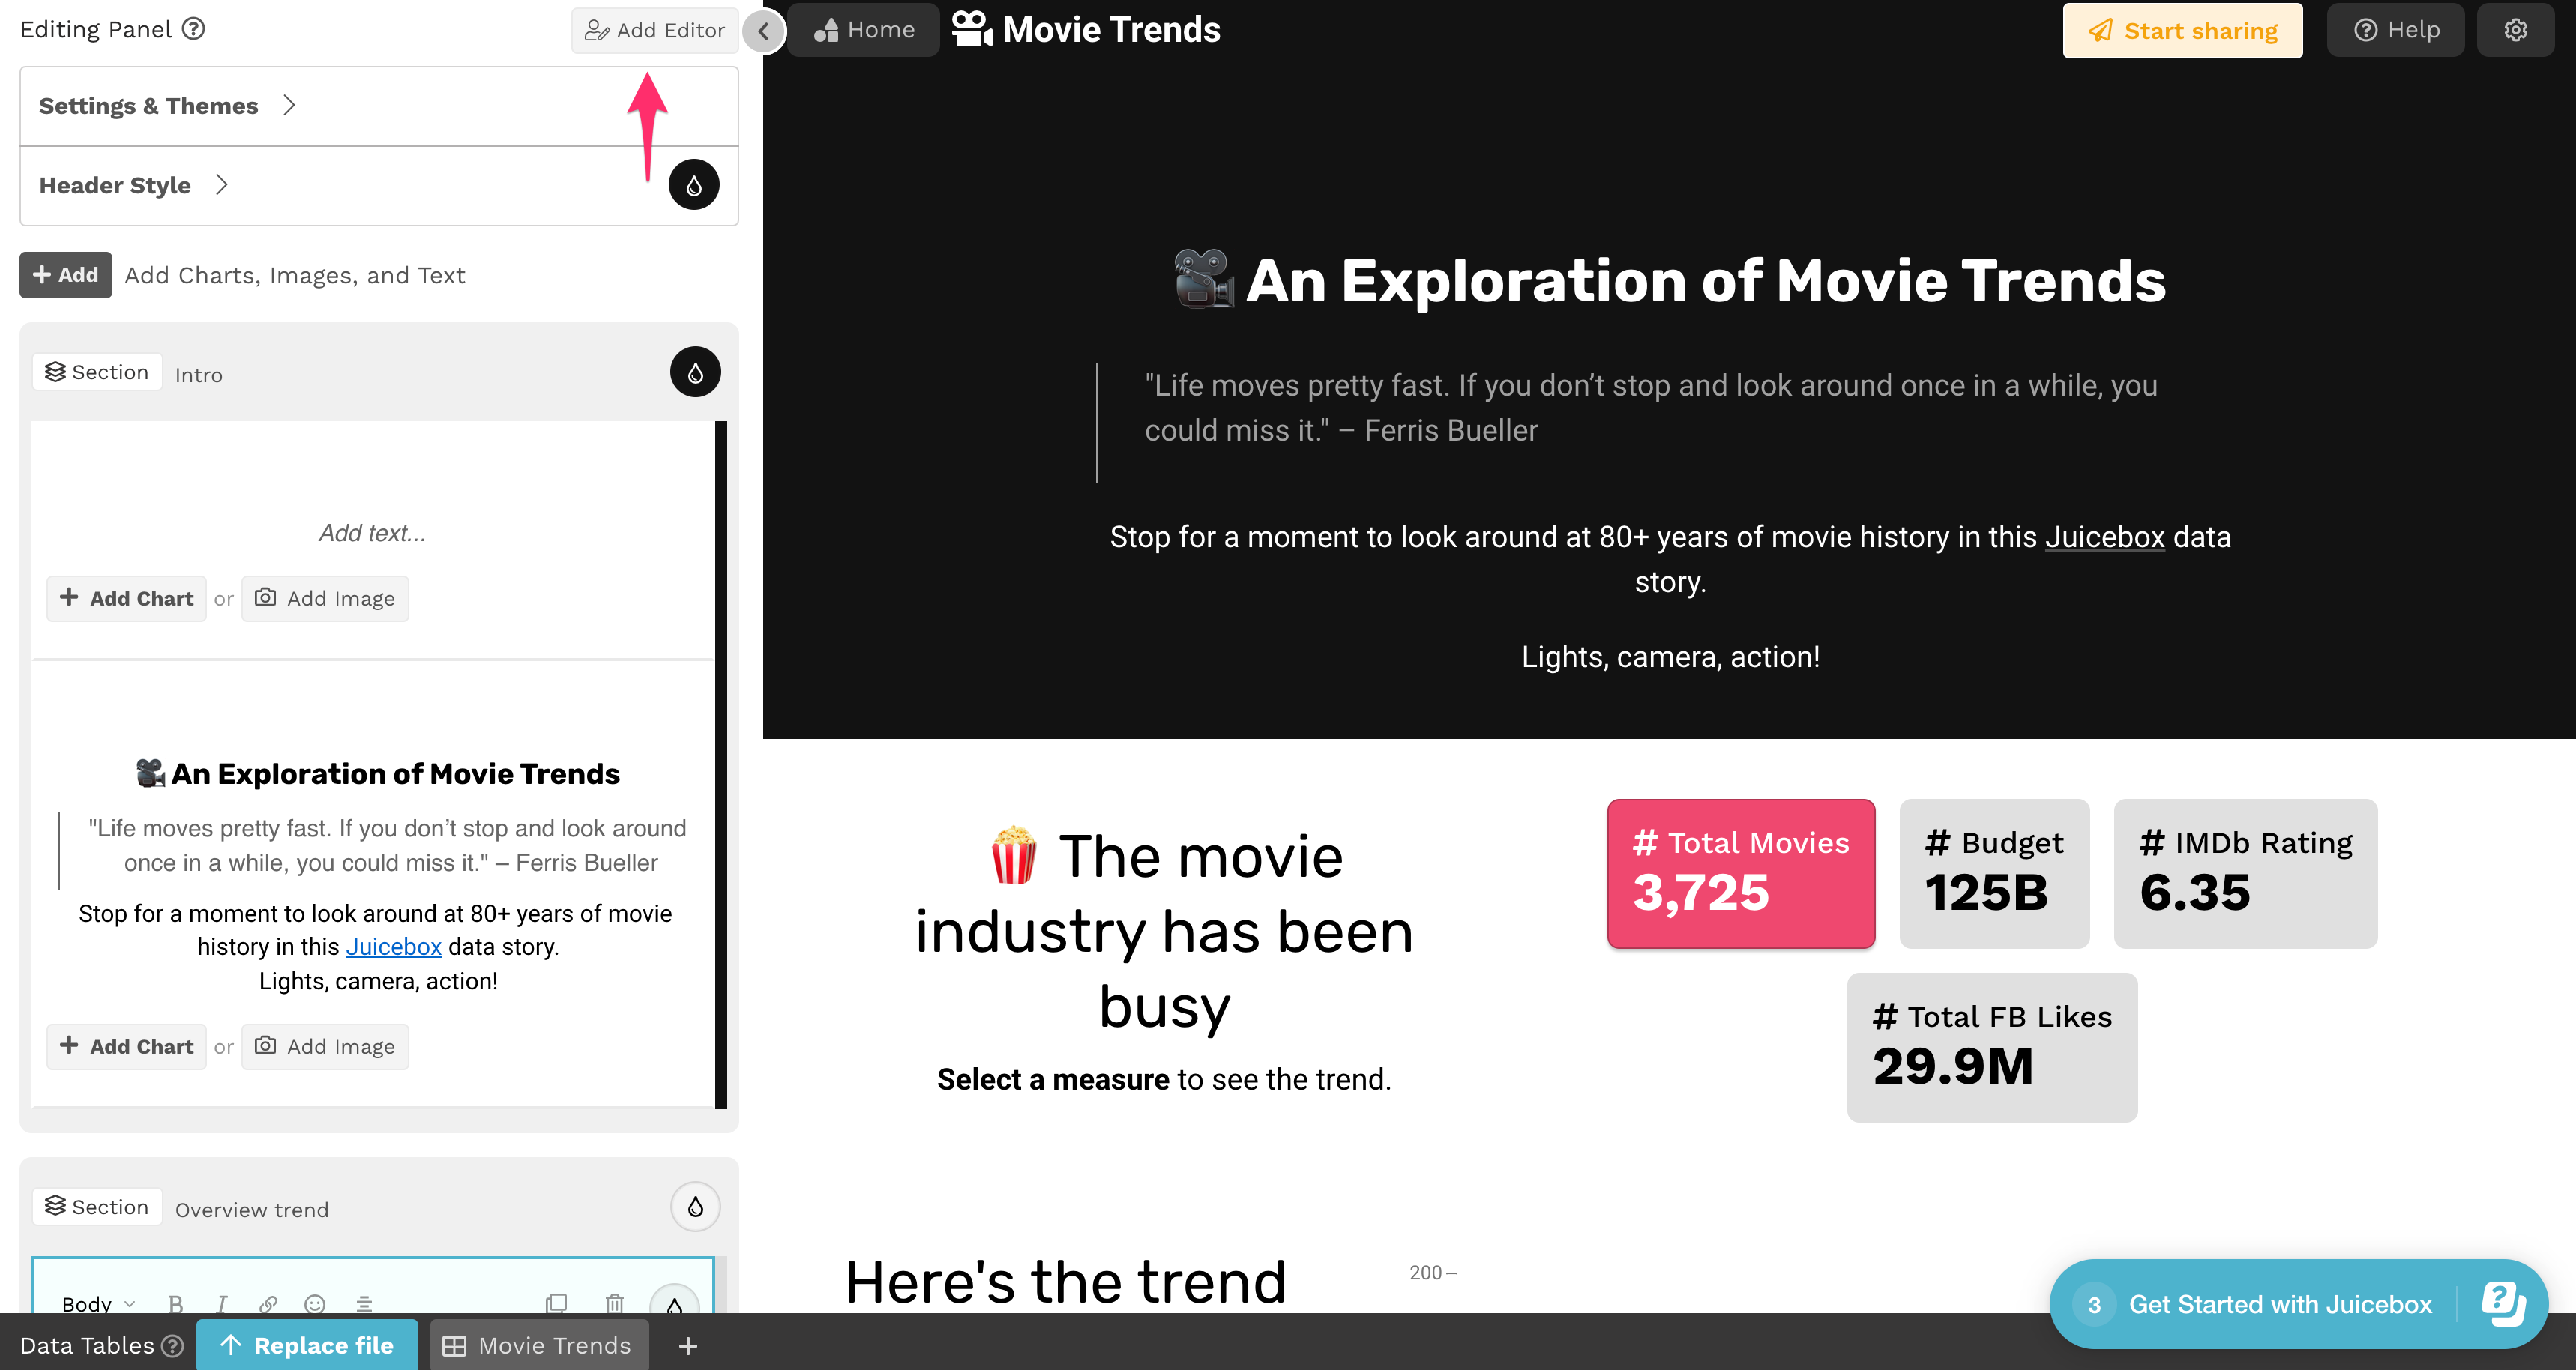 Editing Panel
Add Editor
Home
Movie Trends
Start sharing
Help
Settings & Themes
Header Style
+ Add
Add Charts, Images, and Text
Section
Intro
Add text...
+ Add Chart
or
Add Image
An Exploration of Movie Trends
"Life moves pretty fast. If you don’t stop and look around
once in a while, you could miss it." – Ferris Bueller
Stop for a moment to look around at 80+ years of movie
history in this Juicebox data story.
Lights, camera, action!
+ Add Chart
or
Add Image
Section
Overview trend
Body
B
I
An Exploration of Movie Trends
"Life moves pretty fast. If you don’t stop and look around once in a while, you
could miss it." – Ferris Bueller
Stop for a moment to look around at 80+ years of movie history in this Juicebox data
story.
Lights, camera, action!
The movie
industry has been
busy
Select a measure to see the trend.
# Total Movies
3,725
# Budget
125B
# IMDb Rating
6.35
# Total FB Likes
29.9M
Here's the trend
200
3
Get Started with Juicebox
Data Tables
Replace file
Movie Trends
+